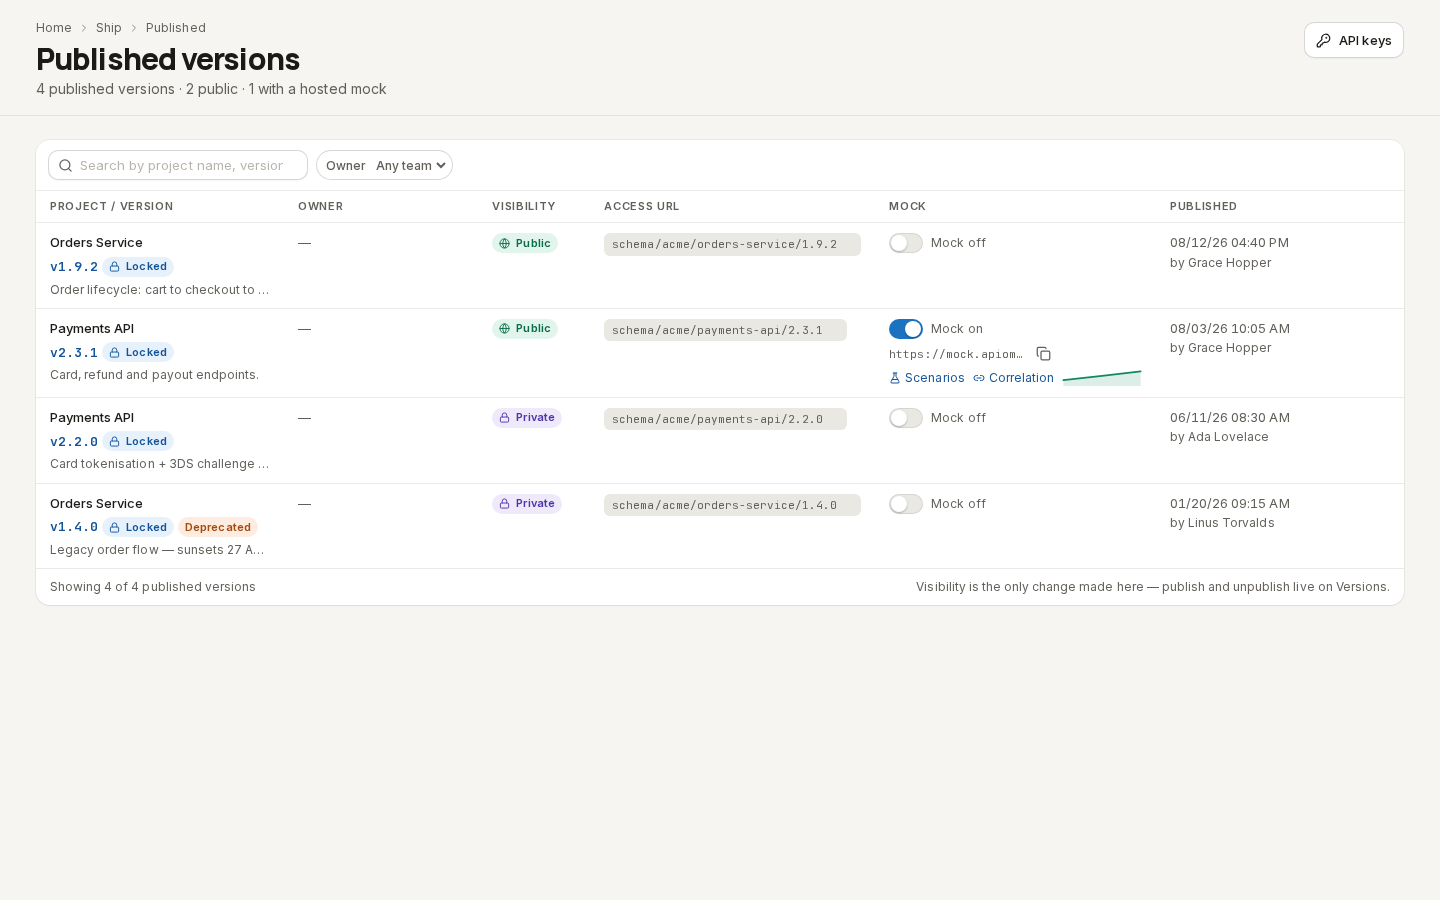 Home > Ship > Published
Published versions
4 published versions · 2 public · 1 with a hosted mock
API keys
Search by project name, version
Owner Any team
PROJECT / VERSION OWNER VISIBILITY ACCESS URL MOCK PUBLISHED
Orders Service — Public schema/acme/orders-service/1.9.2 Mock off 08/12/26 04:40 PM
v1.9.2 Locked by Grace Hopper
Order lifecycle: cart to checkout to …
Payments API — Public schema/acme/payments-api/2.3.1 Mock on 08/03/26 10:05 AM
v2.3.1 Locked https://mock.apiom… by Grace Hopper
Card, refund and payout endpoints. Scenarios Correlation
Payments API — Private schema/acme/payments-api/2.2.0 Mock off 06/11/26 08:30 AM
v2.2.0 Locked by Ada Lovelace
Card tokenisation + 3DS challenge …
Orders Service — Private schema/acme/orders-service/1.4.0 Mock off 01/20/26 09:15 AM
v1.4.0 Locked Deprecated by Linus Torvalds
Legacy order flow — sunsets 27 A…
Showing 4 of 4 published versions Visibility is the only change made here — publish and unpublish live on Versions.